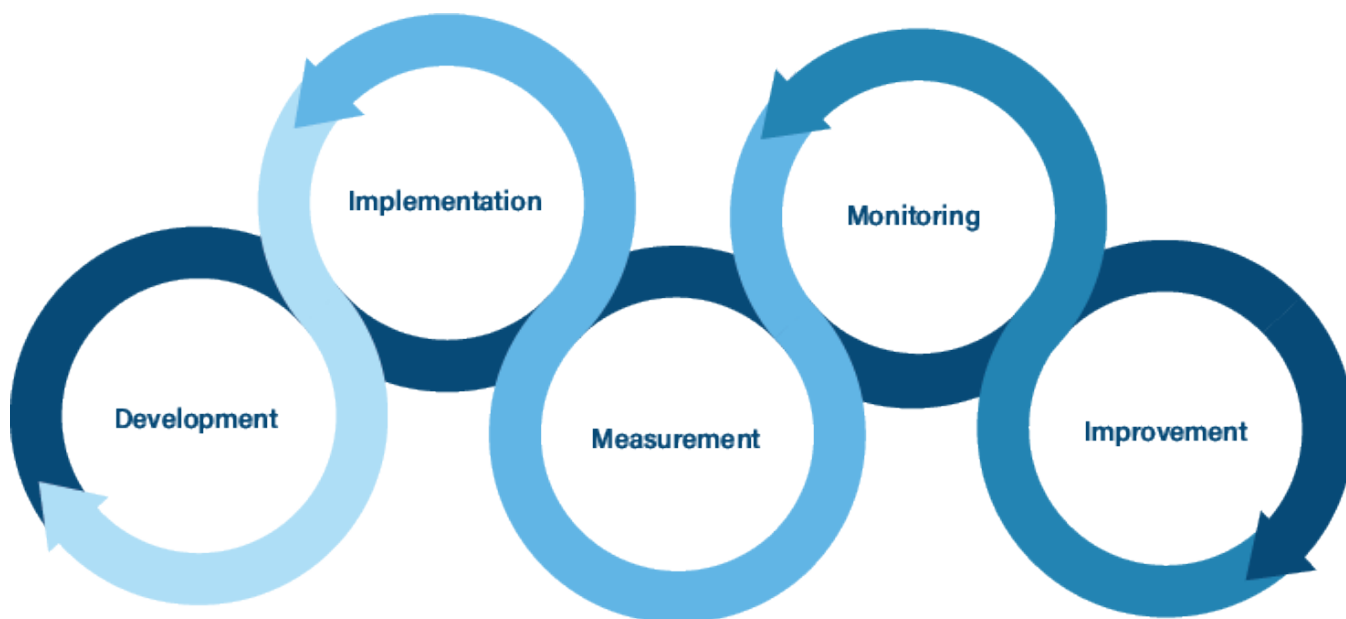 Development
Implementation
Measurement
Monitoring
Improvement